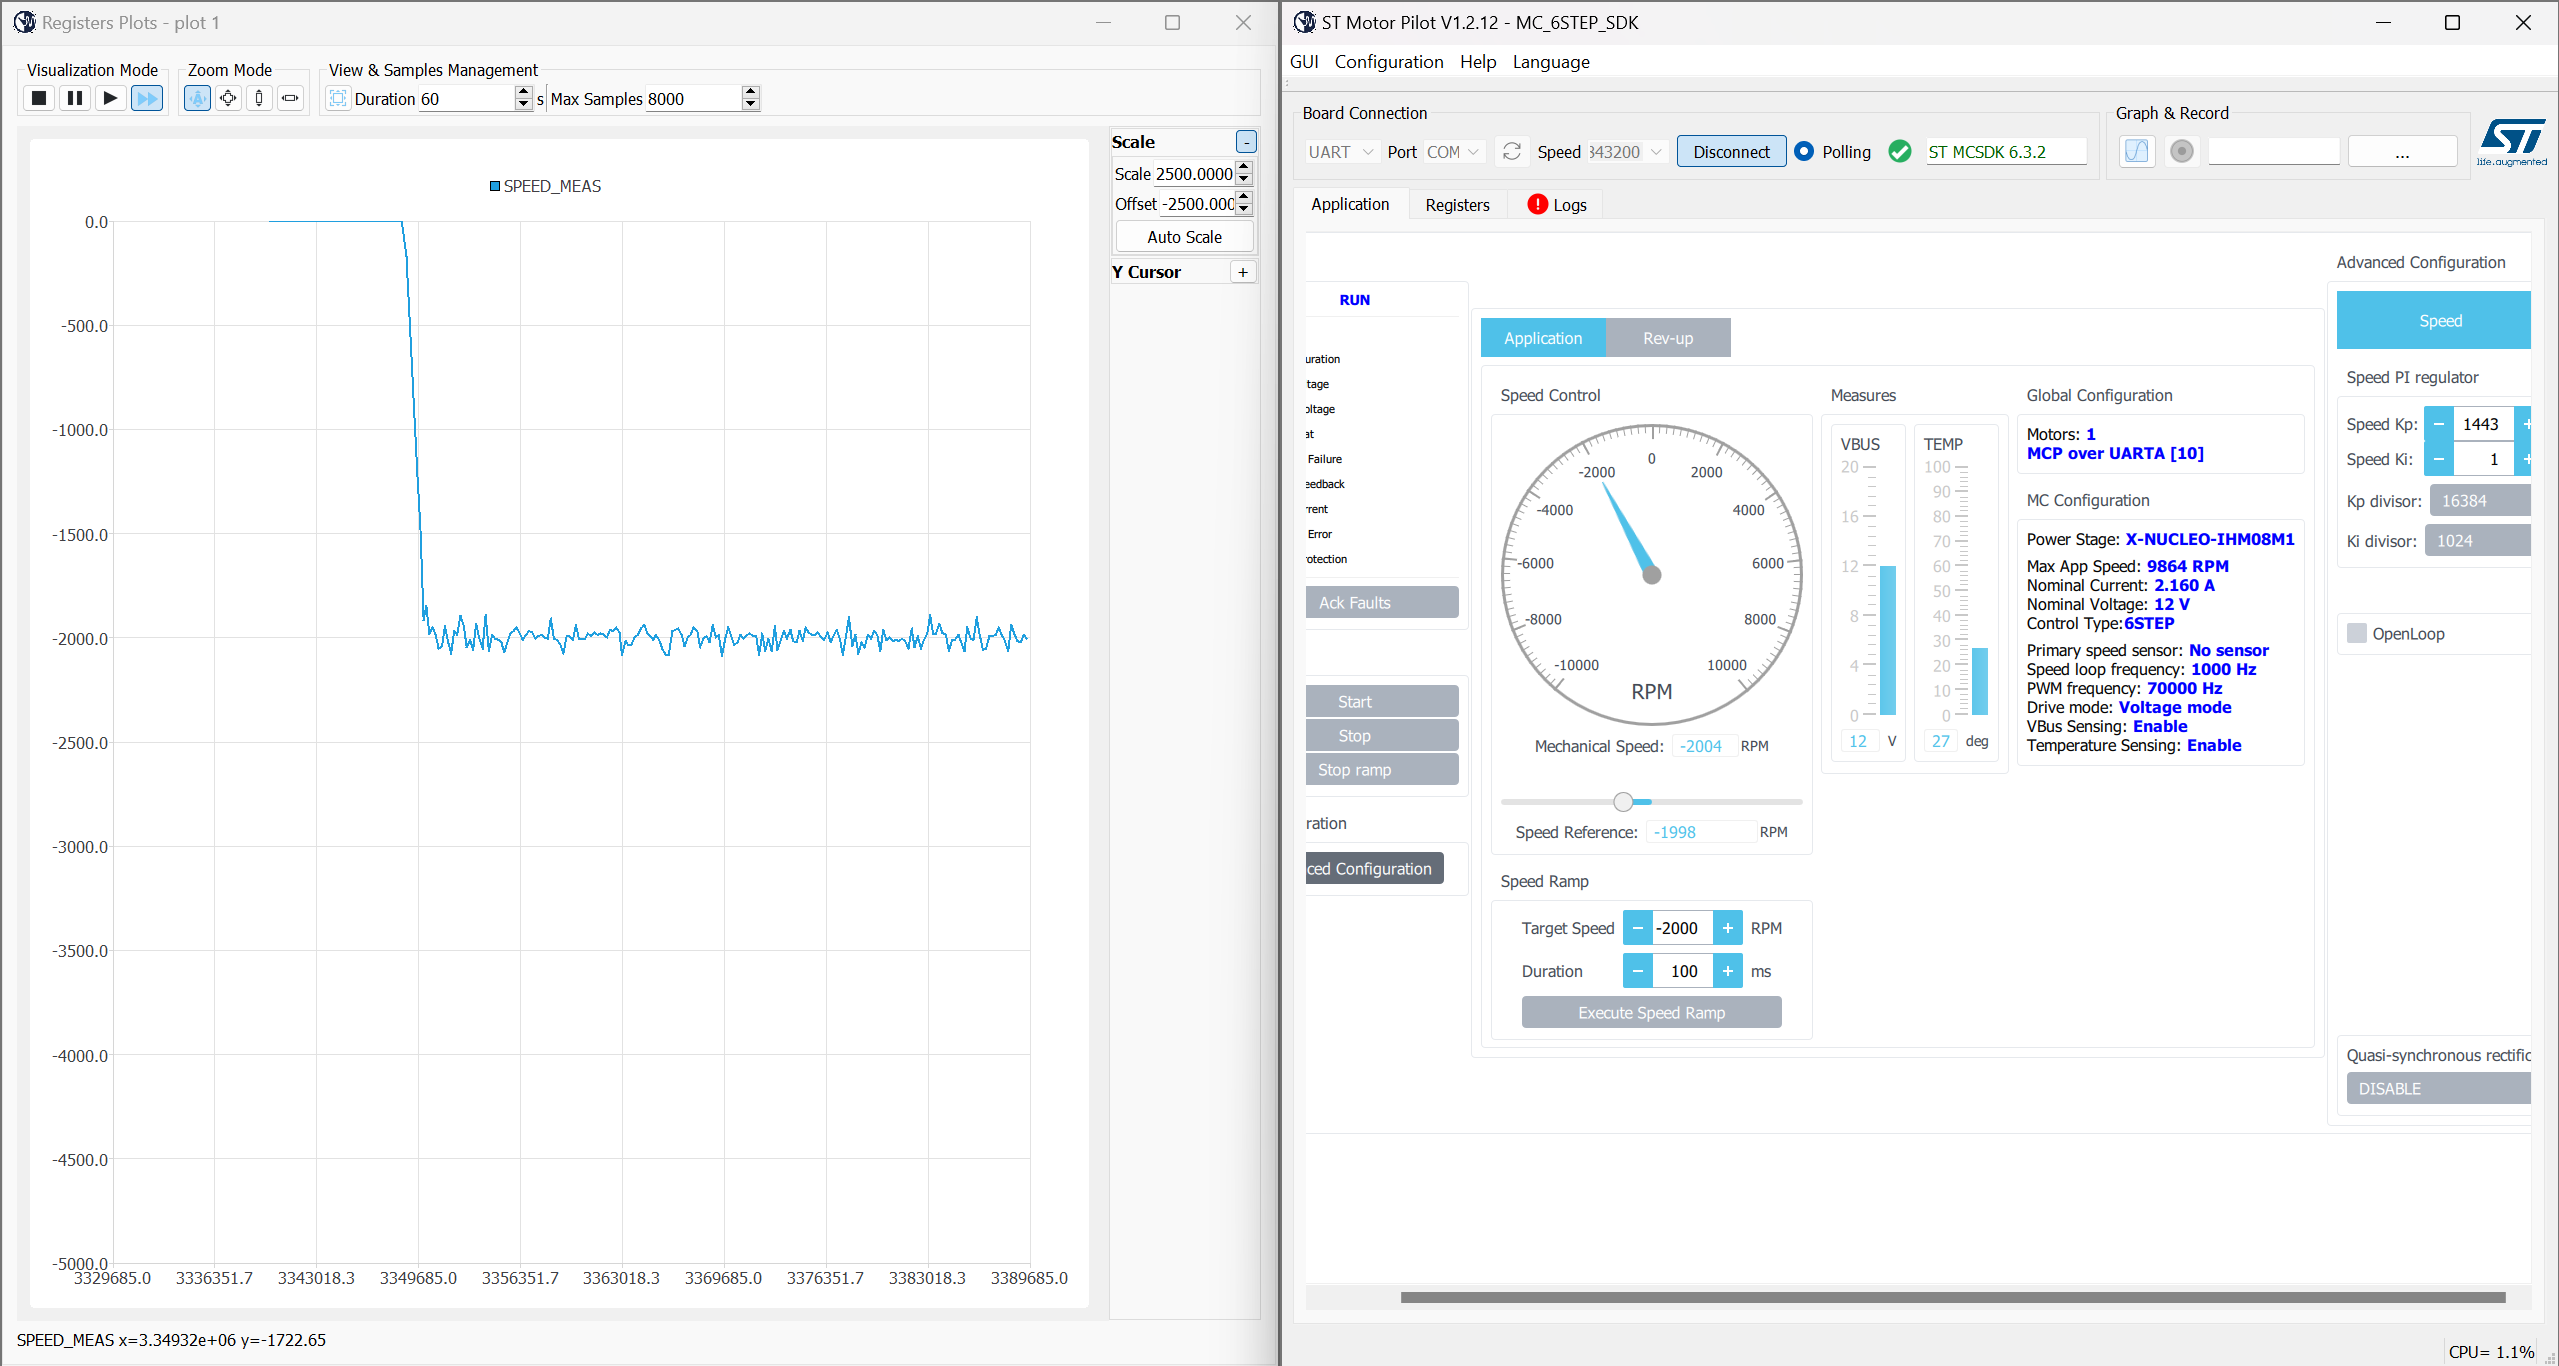 Registers Plots - plot 1
Visualization Mode
Zoom Mode
View & Samples Management
Duration 60 s
Max Samples 8000
SPEED_MEAS
0.0
-500.0
-1000.0
-1500.0
-2000.0
-2500.0
-3000.0
-3500.0
-4000.0
-4500.0
-5000.0
3329685.0 3336351.7 3343018.3 3349685.0 3356351.7 3363018.3 3369685.0 3376351.7 3383018.3 3389685.0
Scale -
Scale 2500.0000
Offset -2500.000
Auto Scale
Y Cursor +
SPEED_MEAS x=3.34932e+06 y=-1722.65
ST Motor Pilot V1.2.12 - MC_6STEP_SDK
GUI Configuration Help Language
Board Connection
UART Port COM Speed 343200 Disconnect Polling ST MCSDK 6.3.2
Graph & Record
...
ST
life.augmented
Application Registers Logs
RUN
uration
tage
oltage
at
Failure
eedback
rrent
Error
rotection
Ack Faults
Start
Stop
Stop ramp
ration
ced Configuration
Application Rev-up
Speed Control
0
-2000 2000
-4000 4000
-6000 6000
-8000 8000
-10000 10000
RPM
Mechanical Speed: -2004 RPM
Speed Reference: -1998 RPM
Speed Ramp
Target Speed - -2000 + RPM
Duration - 100 + ms
Execute Speed Ramp
Measures
VBUS
20
16
12
8
4
0
12 V
TEMP
100
90
80
70
60
50
40
30
20
10
0
27 deg
Global Configuration
Motors: 1
MCP over UARTA [10]
MC Configuration
Power Stage: X-NUCLEO-IHM08M1
Max App Speed: 9864 RPM
Nominal Current: 2.160 A
Nominal Voltage: 12 V
Control Type:6STEP
Primary speed sensor: No sensor
Speed loop frequency: 1000 Hz
PWM frequency: 70000 Hz
Drive mode: Voltage mode
VBus Sensing: Enable
Temperature Sensing: Enable
Advanced Configuration
Speed
Speed PI regulator
Speed Kp: - 1443 +
Speed Ki: - 1 +
Kp divisor: 16384
Ki divisor: 1024
OpenLoop
Quasi-synchronous rectific
DISABLE
CPU= 1.1%